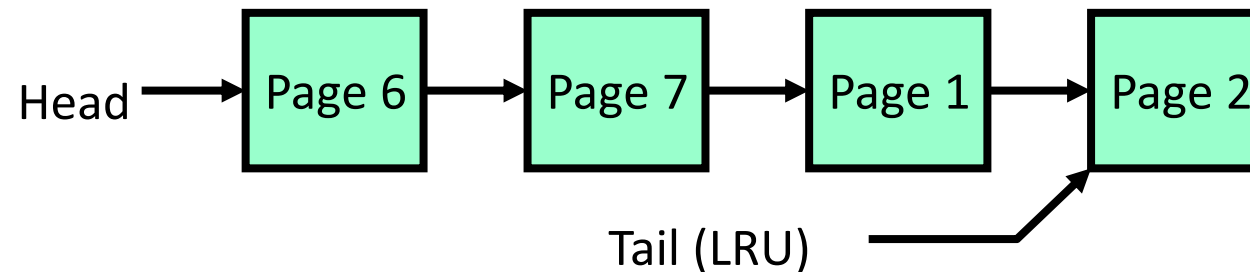 Head
Page 6
Page 7
Page 1
Page 2
Tail (LRU)